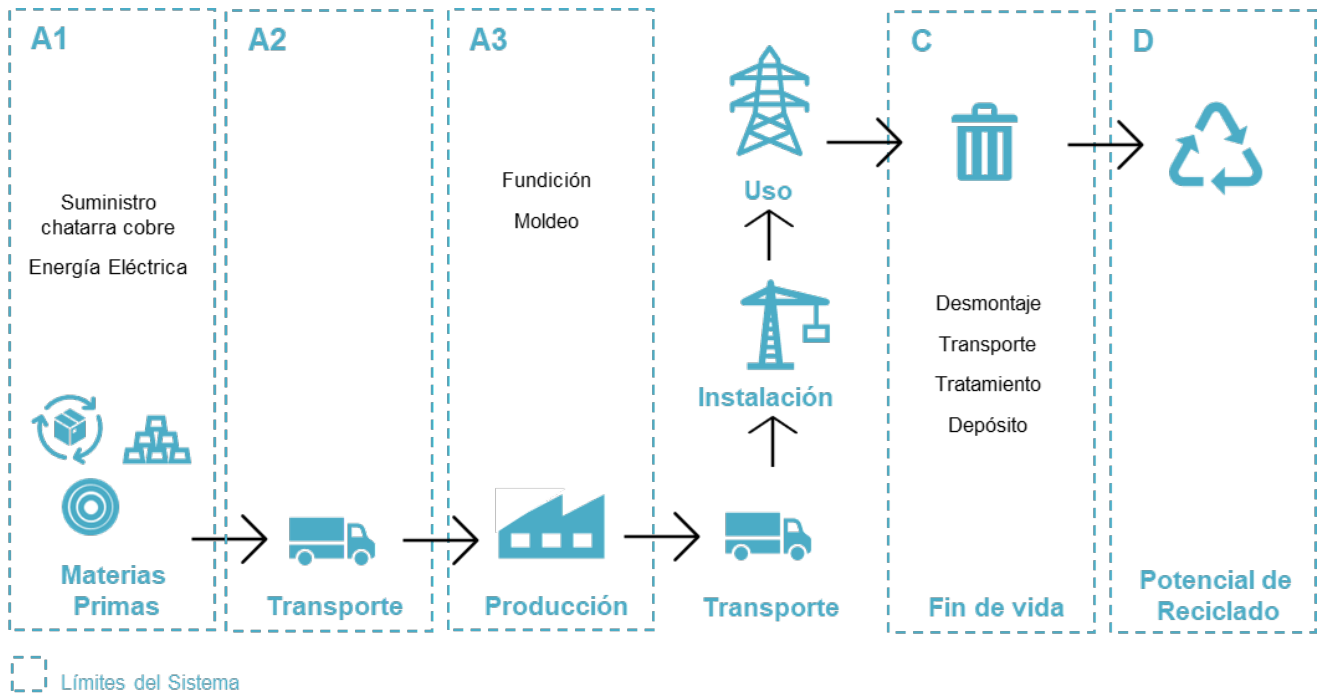 A1
Suministro
chatarra cobre
Energía Eléctrica
Materias
Primas
A2
Transporte
A3
Fundición
Moldeo
Producción
Transporte
Instalación
Uso
C
Desmontaje
Transporte
Tratamiento
Depósito
Fin de vida
D
Potencial de
Reciclado
Límites del Sistema